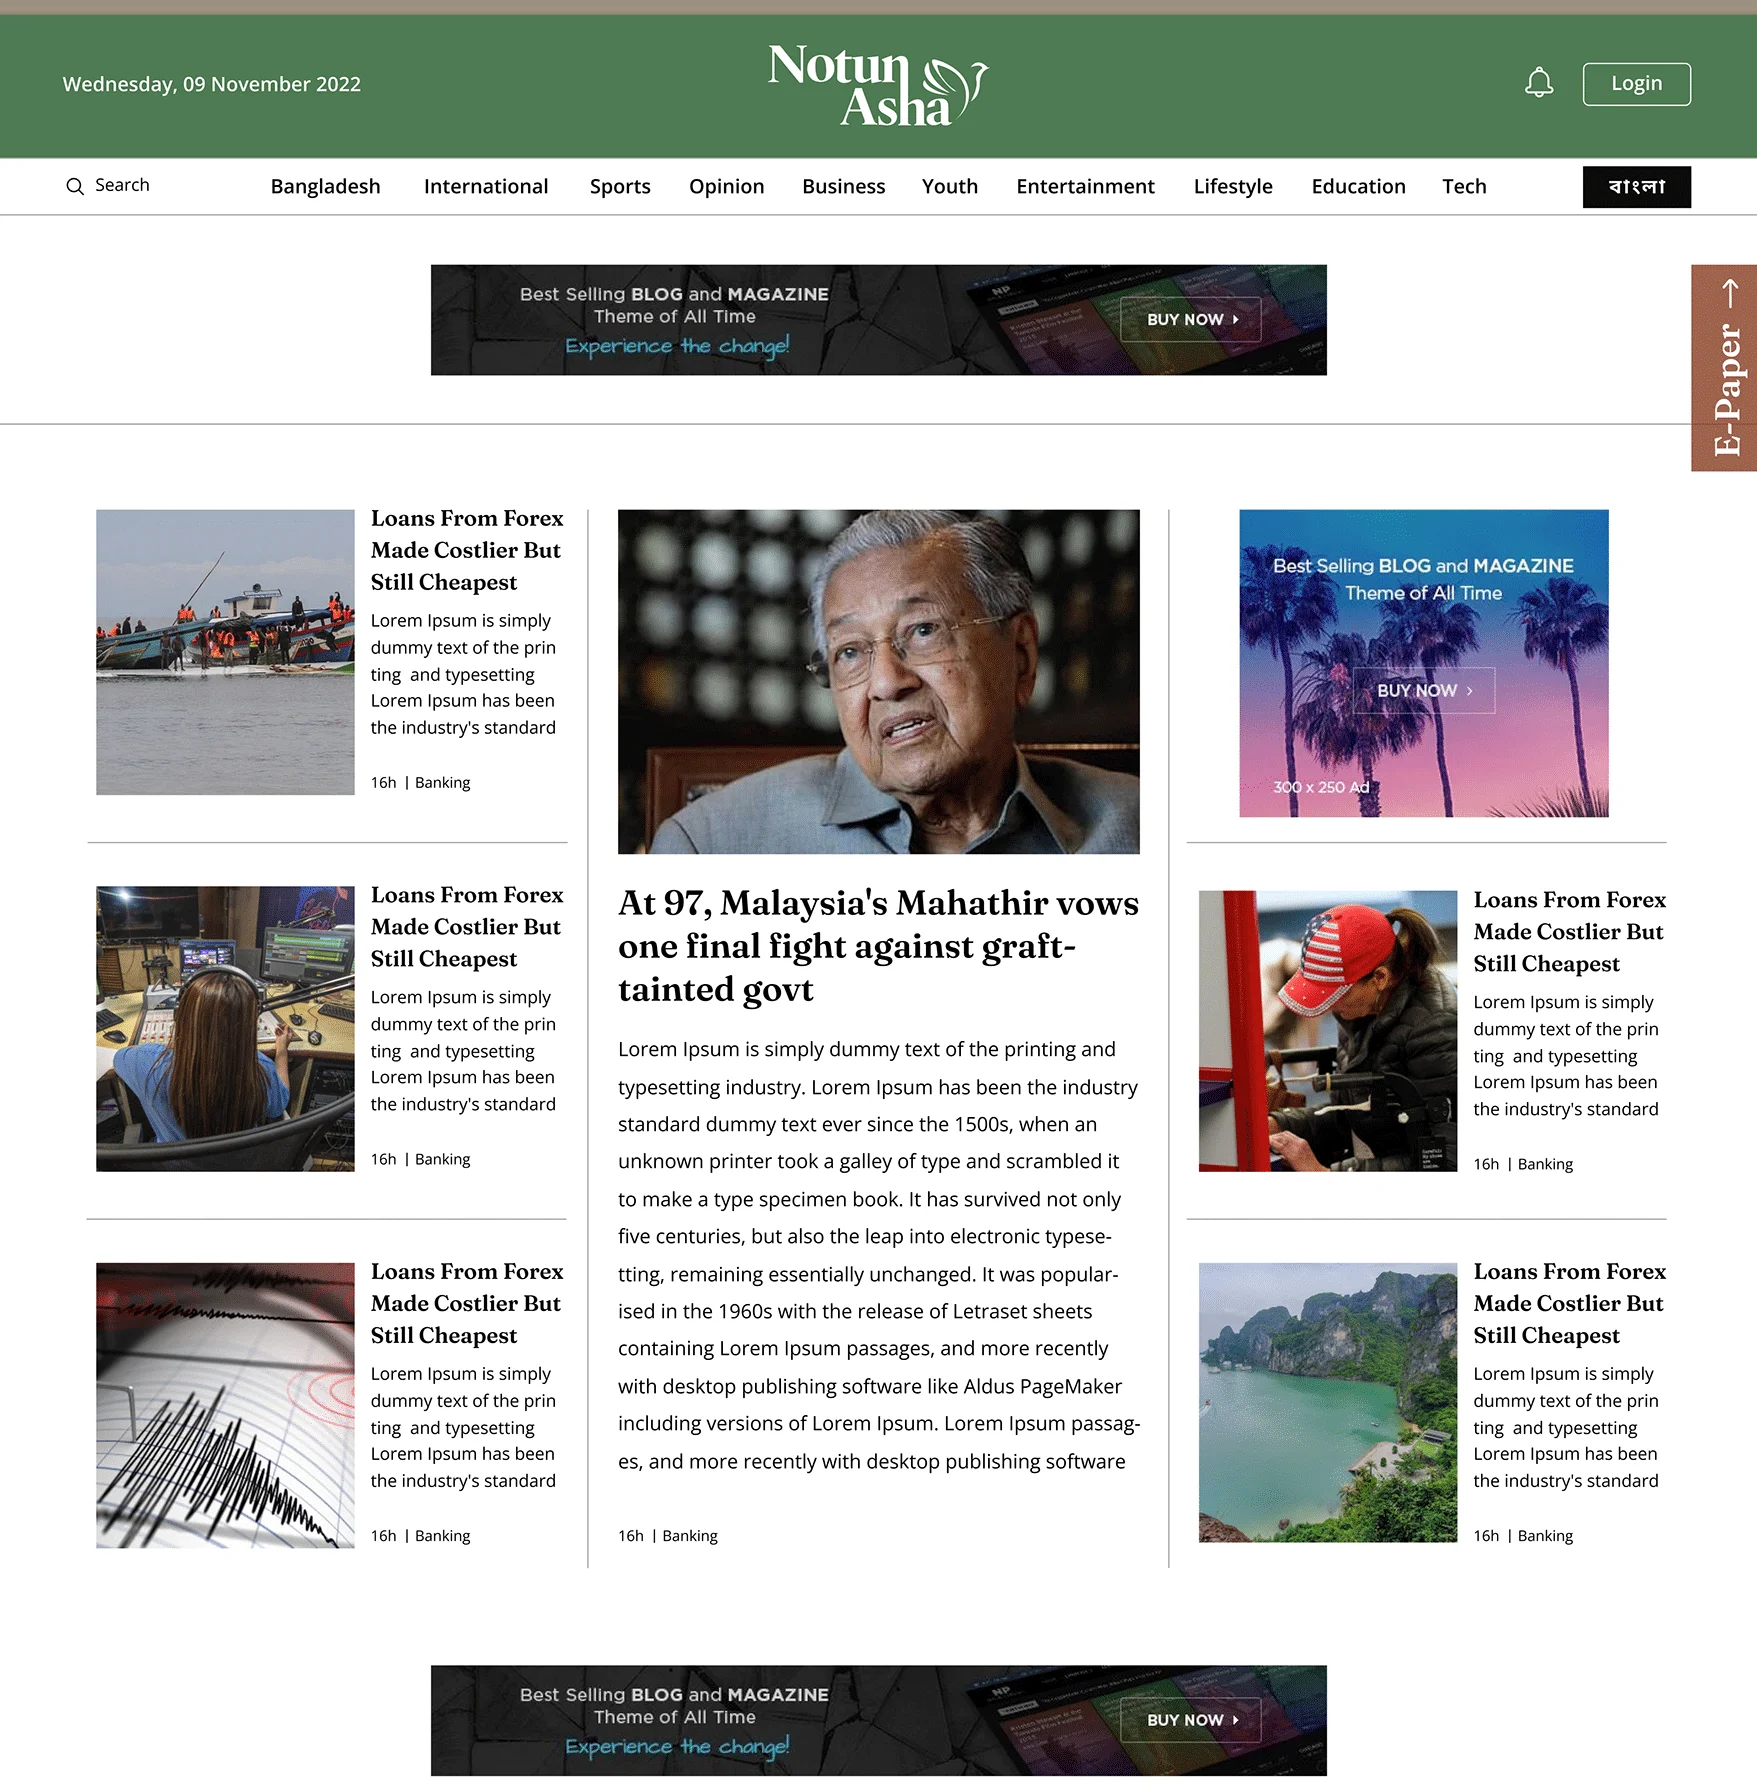 Wednesday, 09 November 2022
Notun
Asha
Login
Search
Bangladesh
International
Sports
Opinion
Business
Youth
Entertainment
Lifestyle
Education
Tech
বাংলা
Best Selling BLOG and MAGAZINE
Theme of All Time
Experience the change!
NP
BUY NOW
E-Paper
Loans From Forex
Made Costlier But
Still Cheapest
Lorem Ipsum is simply
dummy text of the prin
ting and typesetting
Lorem Ipsum has been
the industry's standard
16h | Banking
Loans From Forex
Made Costlier But
Still Cheapest
Lorem Ipsum is simply
dummy text of the prin
ting and typesetting
Lorem Ipsum has been
the industry's standard
16h | Banking
Loans From Forex
Made Costlier But
Still Cheapest
Lorem Ipsum is simply
dummy text of the prin
ting and typesetting
Lorem Ipsum has been
the industry's standard
16h | Banking
At 97, Malaysia's Mahathir vows
one final fight against graft-
tainted govt
Lorem Ipsum is simply dummy text of the printing and
typesetting industry. Lorem Ipsum has been the industry
standard dummy text ever since the 1500s, when an
unknown printer took a galley of type and scrambled it
to make a type specimen book. It has survived not only
five centuries, but also the leap into electronic typese-
tting, remaining essentially unchanged. It was popular-
ised in the 1960s with the release of Letraset sheets
containing Lorem Ipsum passages, and more recently
with desktop publishing software like Aldus PageMaker
including versions of Lorem Ipsum. Lorem Ipsum passag-
es, and more recently with desktop publishing software
16h | Banking
Best Selling BLOG and MAGAZINE
Theme of All Time
BUY NOW
300 x 250 Ad
Loans From Forex
Made Costlier But
Still Cheapest
Lorem Ipsum is simply
dummy text of the prin
ting and typesetting
Lorem Ipsum has been
the industry's standard
16h | Banking
Loans From Forex
Made Costlier But
Still Cheapest
Lorem Ipsum is simply
dummy text of the prin
ting and typesetting
Lorem Ipsum has been
the industry's standard
16h | Banking
Best Selling BLOG and MAGAZINE
Theme of All Time
Experience the change!
NP
BUY NOW